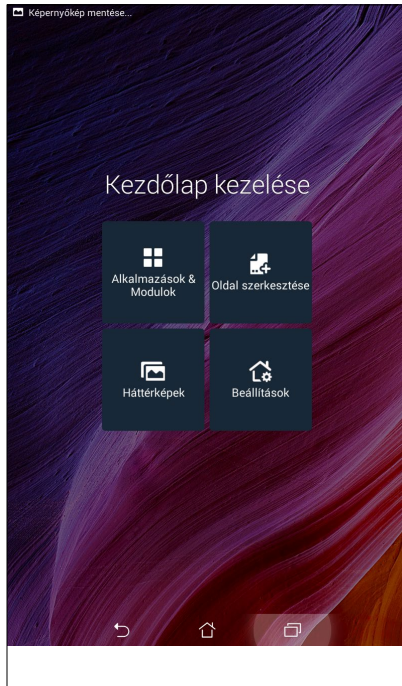 Képernyőkép mentése...
Kezdőlap kezelése
Alkalmazások &
Modulok
Oldal szerkesztése
Háttérképek
Beállítások